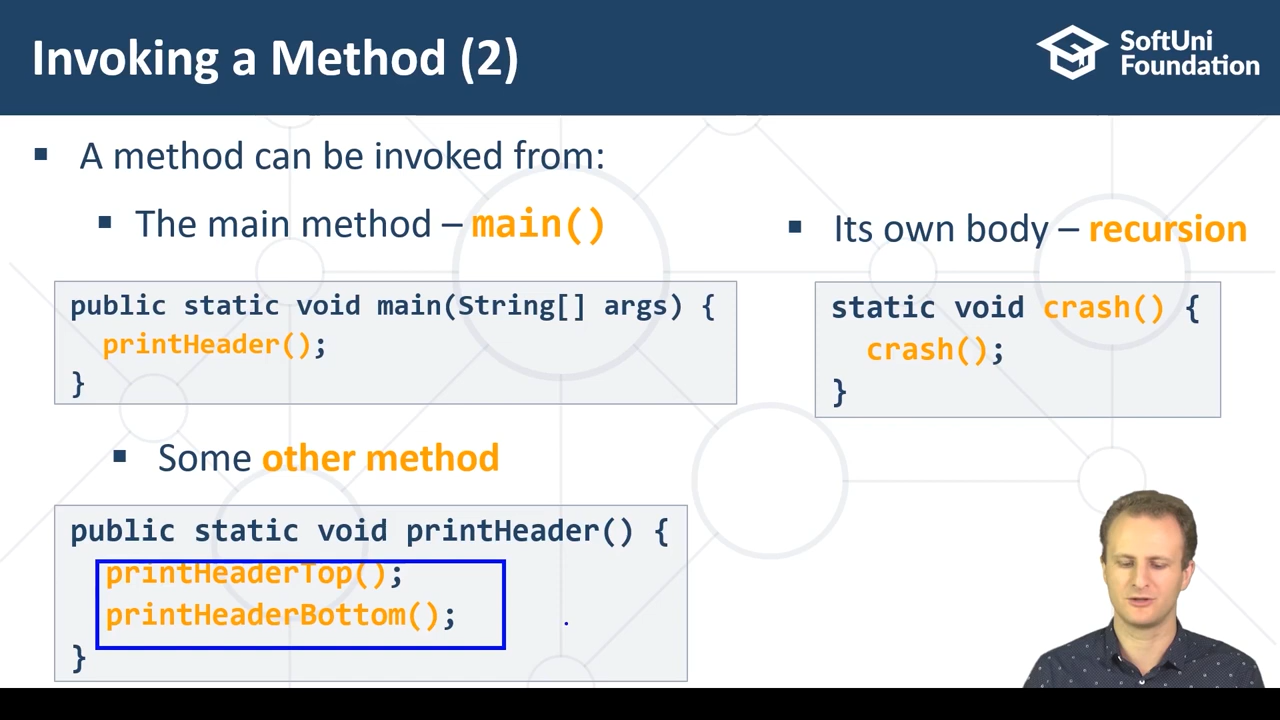 Invoking a Method (2)
SoftUni
Foundation
▪ A method can be invoked from:
▪ The main method – main()
public static void main(String[] args) {
printHeader();
}
▪ Some other method
public static void printHeader() {
printHeaderTop();
printHeaderBottom();
}
▪ Its own body – recursion
static void crash() {
crash();
}